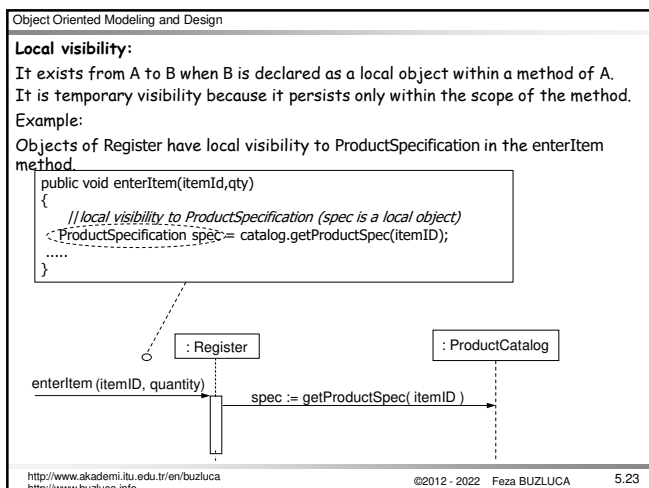 Object Oriented Modeling and Design
Local visibility:
It exists from A to B when B is declared as a local object within a method of A.
It is temporary visibility because it persists only within the scope of the method.
Example:
Objects of Register have local visibility to ProductSpecification in the enterItem
method.
public void enterItem(itemId,qty)
{
//local visibility to ProductSpecification (spec is a local object)
ProductSpecification spec = catalog.getProductSpec(itemID);
.....
}
: Register
: ProductCatalog
enterItem (itemID, quantity)
spec := getProductSpec( itemID )
http://www.akademi.itu.edu.tr/en/buzluca
http://www.buzluca.info
©2012 - 2022 Feza BUZLUCA
5.23